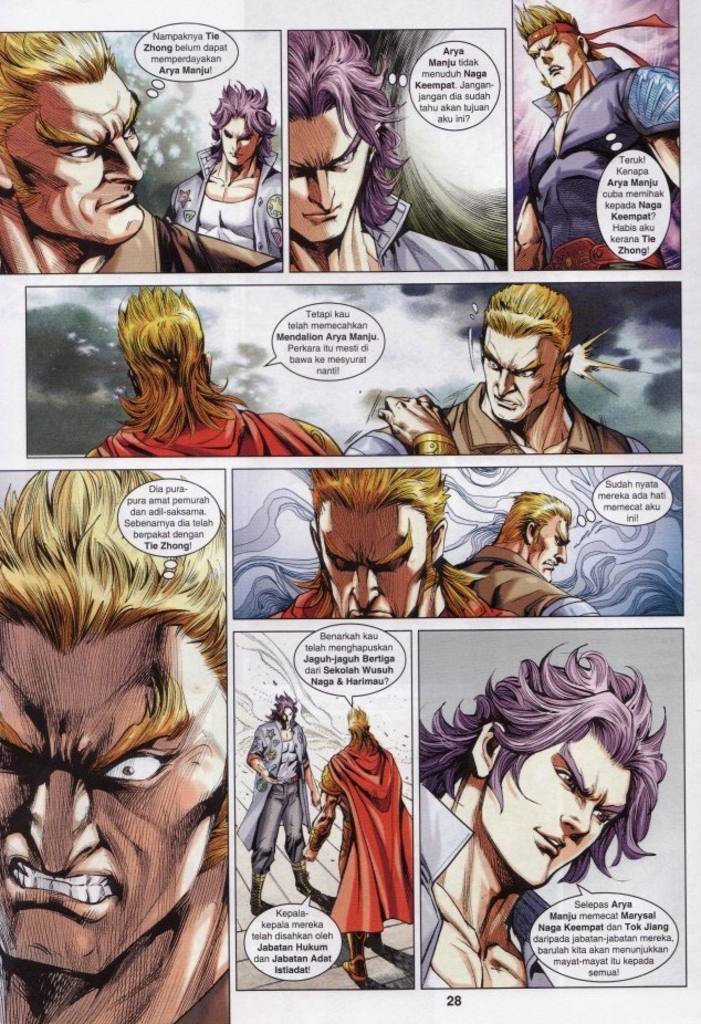 Nampaknya Tie
Zhong belum dapat
memperdayakan
Arya Manju!
Arya
Manju tidak
menuduh Naga
Keempat. Jangan-
jangan dia sudah
tahu akan tujuan
aku ini?
Teruk!
Kenapa
Arya Manju
cuba memihak
kepada Naga
Keempat?
Habis aku
kerana Tie
Zhong!
Tetapi kau
telah memecahkan
Mendalion Arya Manju.
Perkara itu mesti di
bawa ke mesyurat
nanti!
Dia pura-
pura amat pemurah
dan adil-saksama.
Sebenarnya dia telah
berpakat dengan
Tie Zhong!
Sudah nyata
mereka ada hati
memecat aku
ini!
Benarkah kau
telah menghapuskan
Jaguh-jaguh Bertiga
dari Sekolah Wusuh
Naga & Harimau?
Kepala-
kepala mereka
telah disahkan oleh
Jabatan Hukum
dan Jabatan Adat
Istiadat!
Selepas Arya
Manju memecat Marysal
Naga Keempat dan Tok Jiang
daripada jabatan-jabatan mereka,
barulah kita akan menunjukkan
mayat-mayat itu kepada
semua!
28